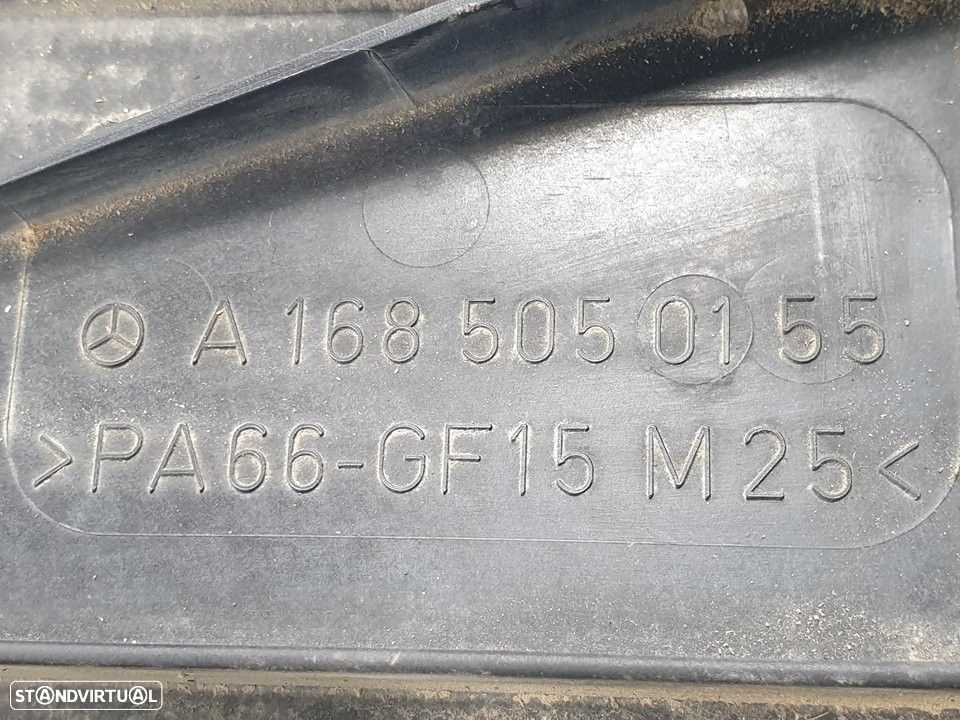 A 168 505 01 55
>PA66-GF15 M25<
STANDVIRTUAL